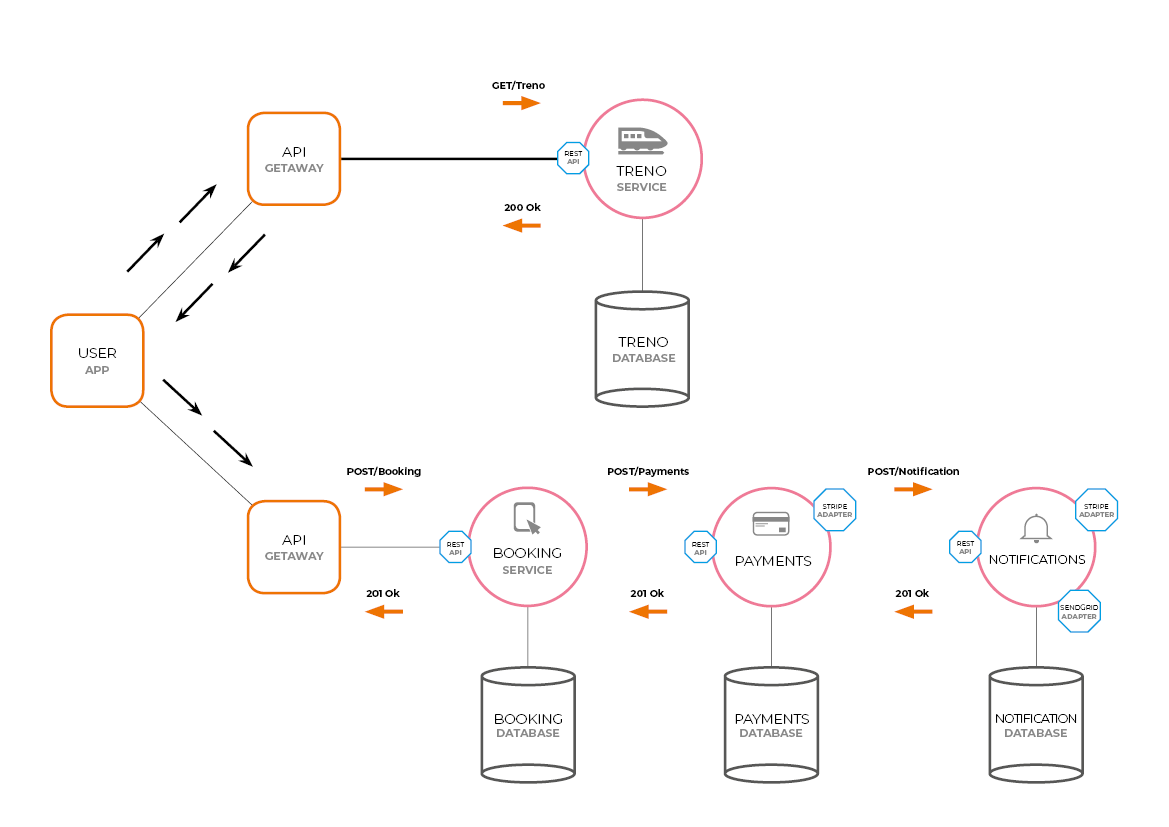 GET/Treno
API
GETAWAY
REST
API
TRENO
SERVICE
200 Ok
TRENO
DATABASE
USER
APP
POST/Booking
POST/Payments
POST/Notification
API
GETAWAY
REST
API
BOOKING
SERVICE
REST
API
STRIPE
ADAPTER
PAYMENTS
REST
API
STRIPE
ADAPTER
NOTIFICATIONS
SENDGRID
ADAPTER
201 Ok
201 Ok
201 Ok
BOOKING
DATABASE
PAYMENTS
DATABASE
NOTIFICATION
DATABASE